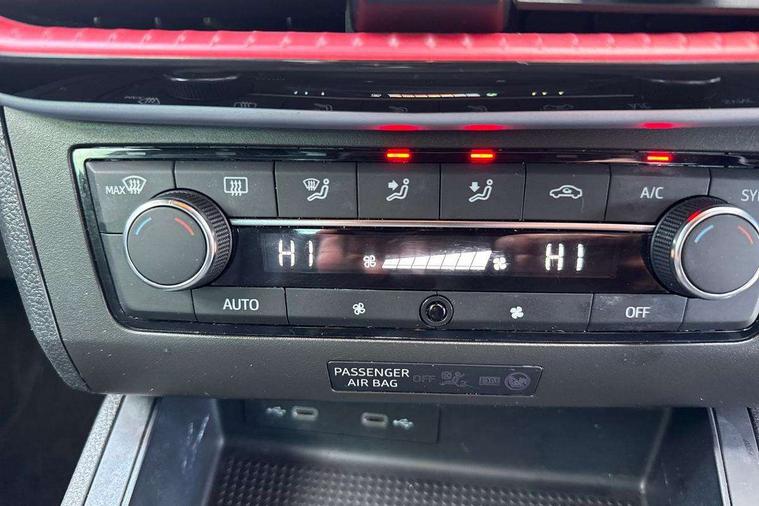 MAX
A/C
SY
HI HI
AUTO
OFF
PASSENGER
AIR BAG OFF